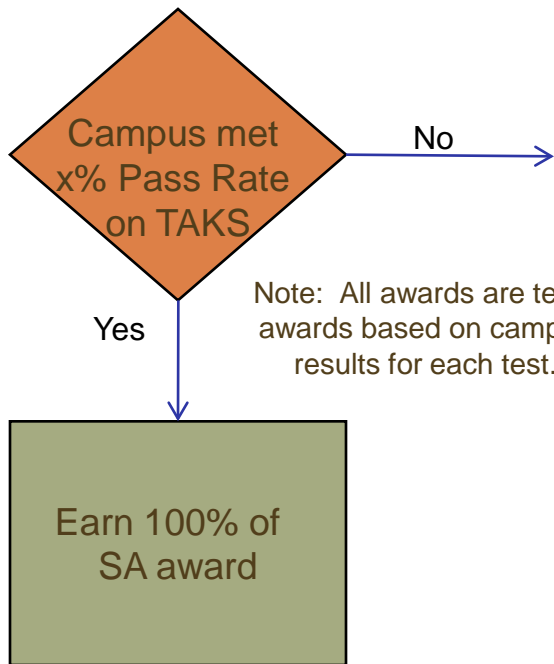 Campus met
x% Pass Rate
on TAKS
No
Note: All awards are te
awards based on camp
results for each test.
Yes
Earn 100% of
SA award